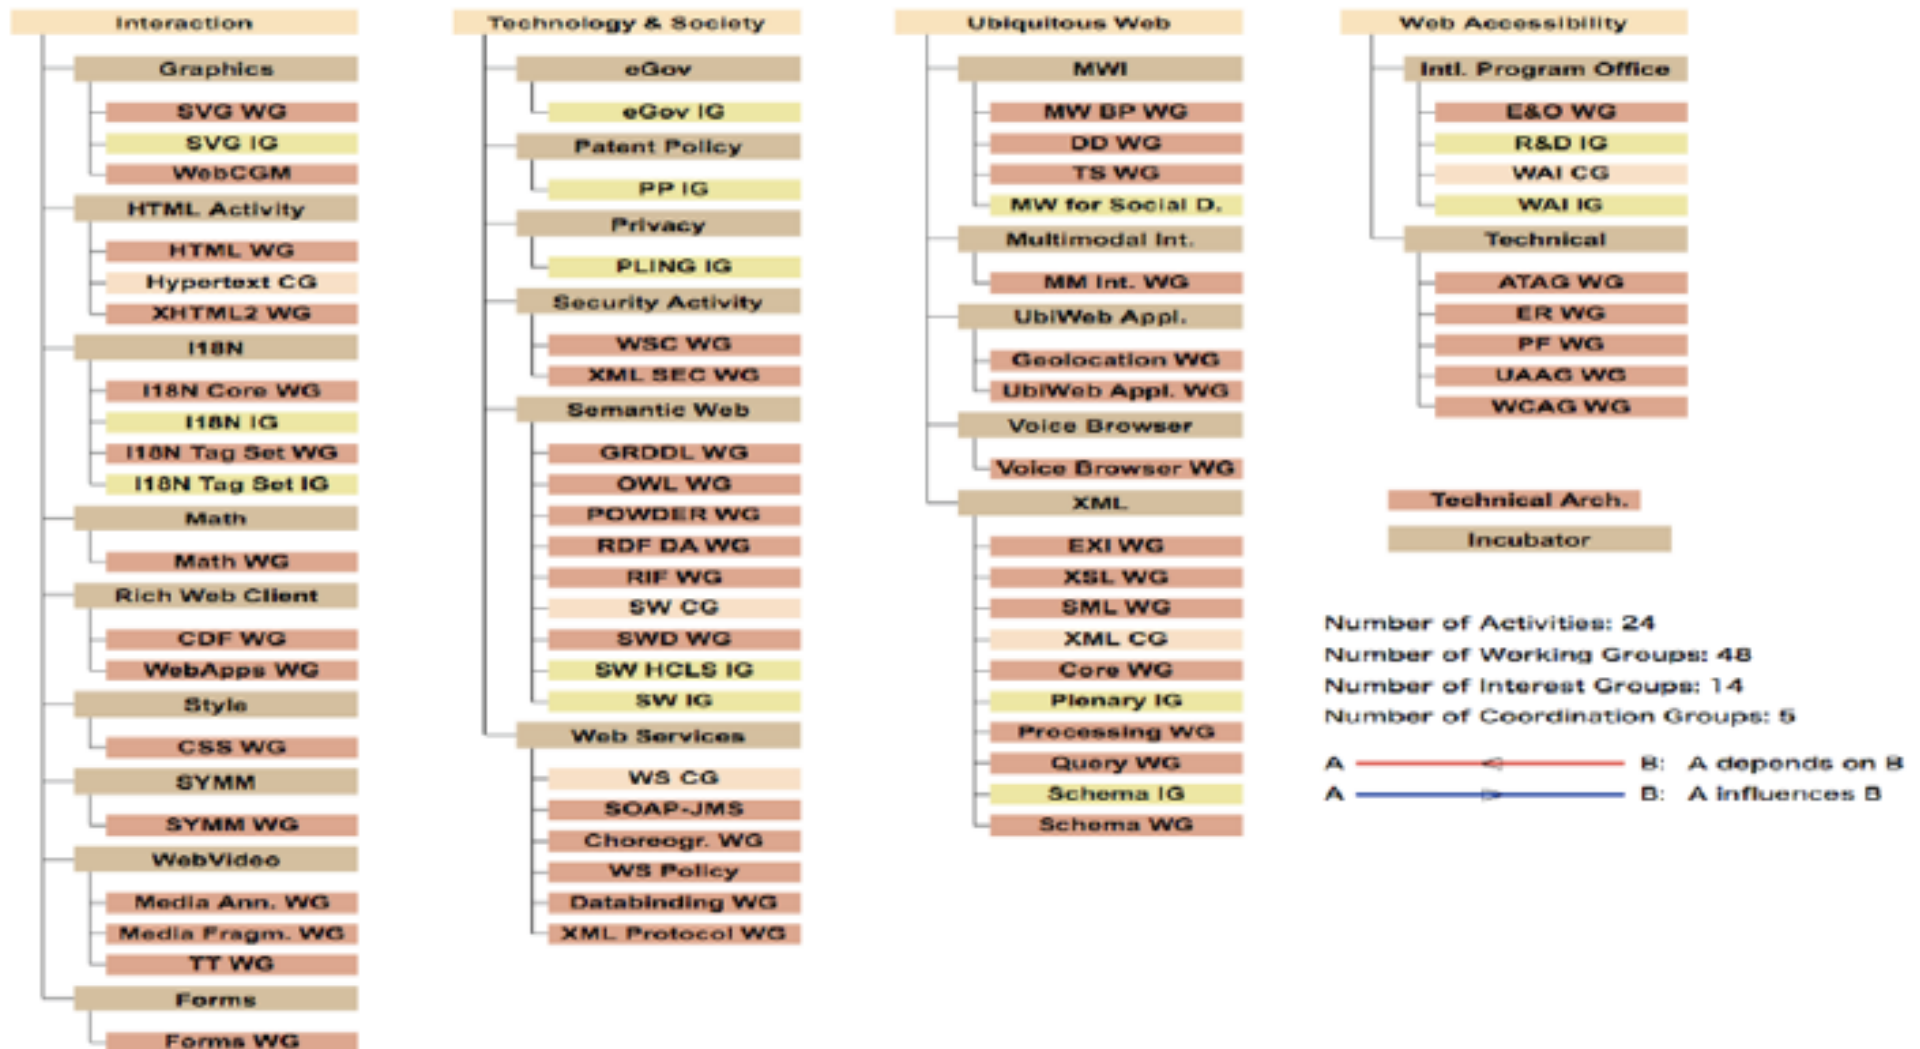 Interaction
Graphics
SVG WG
SVG IG
WebCGM
HTML Activity
HTML WG
Hypertext CG
XHTML2 WG
I18N
I18N Core WG
I18N IG
I18N Tag Set WG
I18N Tag Set IG
Math
Math WG
Rich Web Client
CDF WG
WebApps WG
Style
CSS WG
SYMM
SYMM WG
WebVideo
Media Ann. WG
Media Fragm. WG
TT WG
Forms
Forms WG
Technology & Society
eGov
eGov IG
Patent Policy
PP IG
Privacy
PLING IG
Security Activity
WSC WG
XML SEC WG
Semantic Web
GRDDL WG
OWL WG
POWDER WG
RDF DA WG
RIF WG
SW CG
SWD WG
SW HCLS IG
SW IG
Web Services
WS CG
SOAP-JMS
Choreogr. WG
WS Policy
Databinding WG
XML Protocol WG
Ubiquitous Web
MWI
MW BP WG
DD WG
TS WG
MW for Social D.
Multimodal Int.
MM Int. WG
UbiWeb Appl.
Geolocation WG
UbiWeb Appl. WG
Voice Browser
Voice Browser WG
XML
EXI WG
XSL WG
SML WG
XML CG
Core WG
Plenary IG
Processing WG
Query WG
Schema IG
Schema WG
Web Accessibility
Intl. Program Office
E&O WG
R&D IG
WAI CG
WAI IG
Technical
ATAG WG
ER WG
PF WG
UAAG WG
WCAG WG
Technical Arch.
Incubator
Number of Activities: 24
Number of Working Groups: 48
Number of Interest Groups: 14
Number of Coordination Groups: 5
A B: A depends on B
A B: A influences B